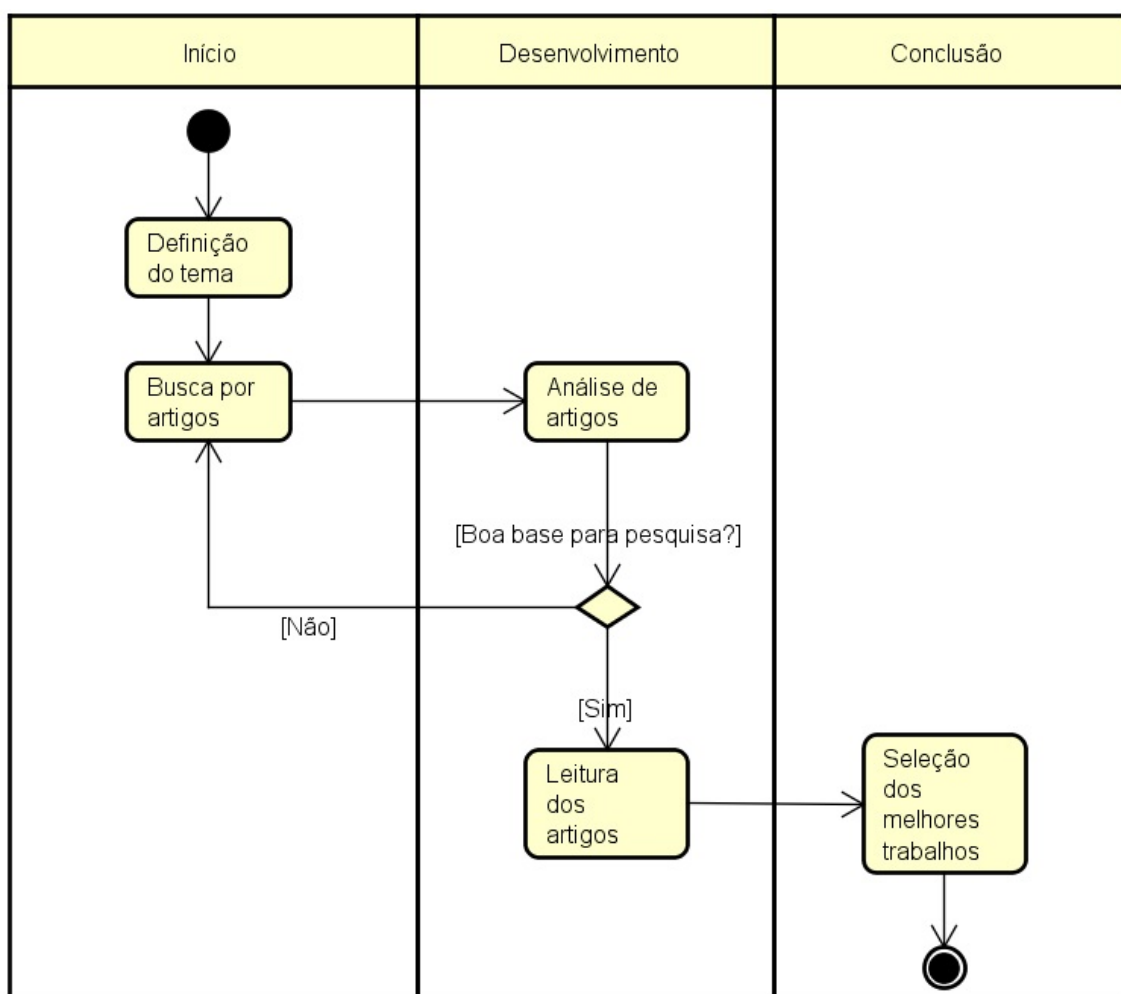 Início
Desenvolvimento
Conclusão
Definição
do tema
Busca por
artigos
Análise de
artigos
[Boa base para pesquisa?]
[Não]
[Sim]
Leitura
dos
artigos
Seleção
dos
melhores
trabalhos